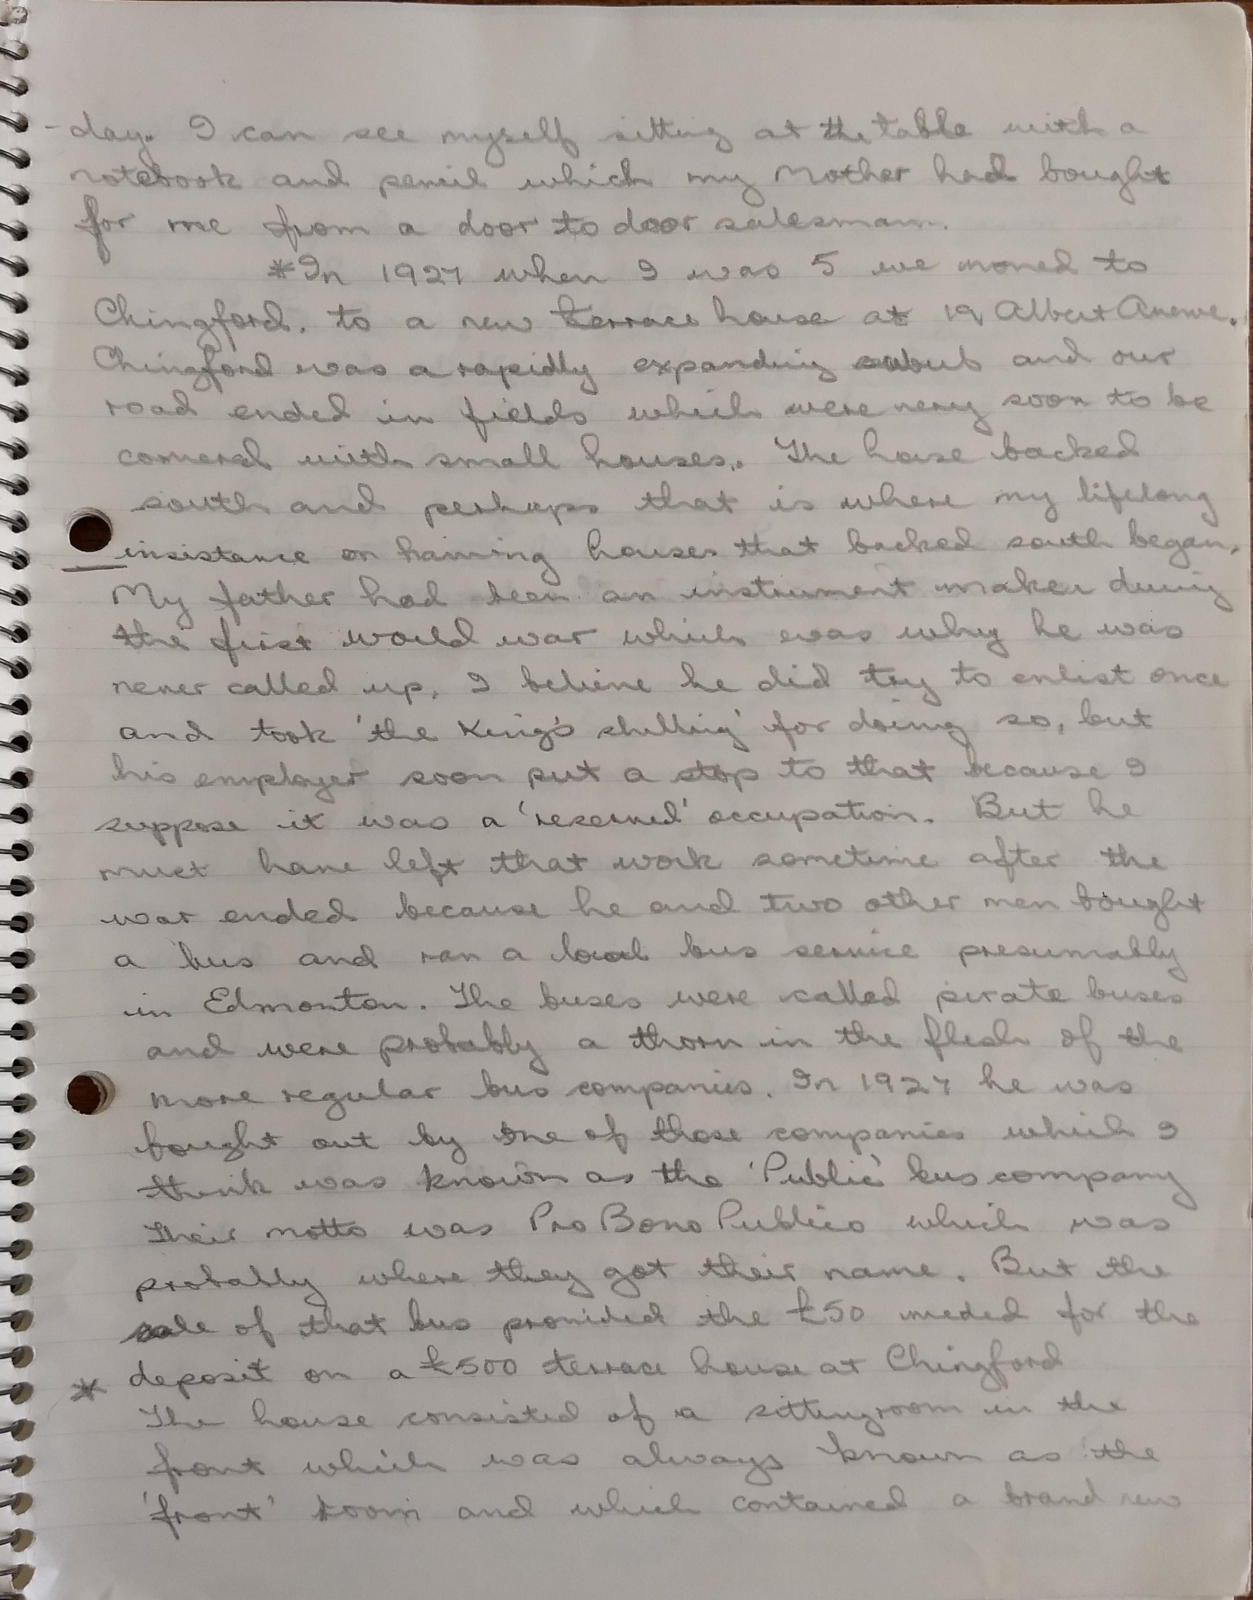 -day. I can see myself sitting at the table with a
notebook and pencil which my Mother had bought
for me from a door to door salesman.
*In 1927 when I was 5 we moved to
Chingford, to a new terrace house at 19 Albert Avenue.
Chingford was a rapidly expanding suburb and our
road ended in fields which were very soon to be
covered with small houses. The house backed
south and perhaps that is where my lifelong
insistance on having houses that backed south began.
My father had been an instrument maker during
the first world war which was why he was
never called up. I believe he did try to enlist once
and took 'the King's shilling' for doing so, but
his employer soon put a stop to that because I
suppose it was a 'reserved' occupation. But he
must have left that work sometime after the
war ended because he and two other men bought
a bus and ran a local bus service presumably
in Edmonton. The buses were called pirate buses
and were probably a thorn in the flesh of the
more regular bus companies. In 1927 he was
bought out by one of those companies which I
think was known as the 'Public' bus company
Their motto was Pro Bono Publico which was
probably where they got their name. But the
sale of that bus provided the £50 needed for the
* deposit on a £500 terrace house at Chingford
The house consisted of a sittingroom in the
front which was always known as the
'front' room and which contained a brand new